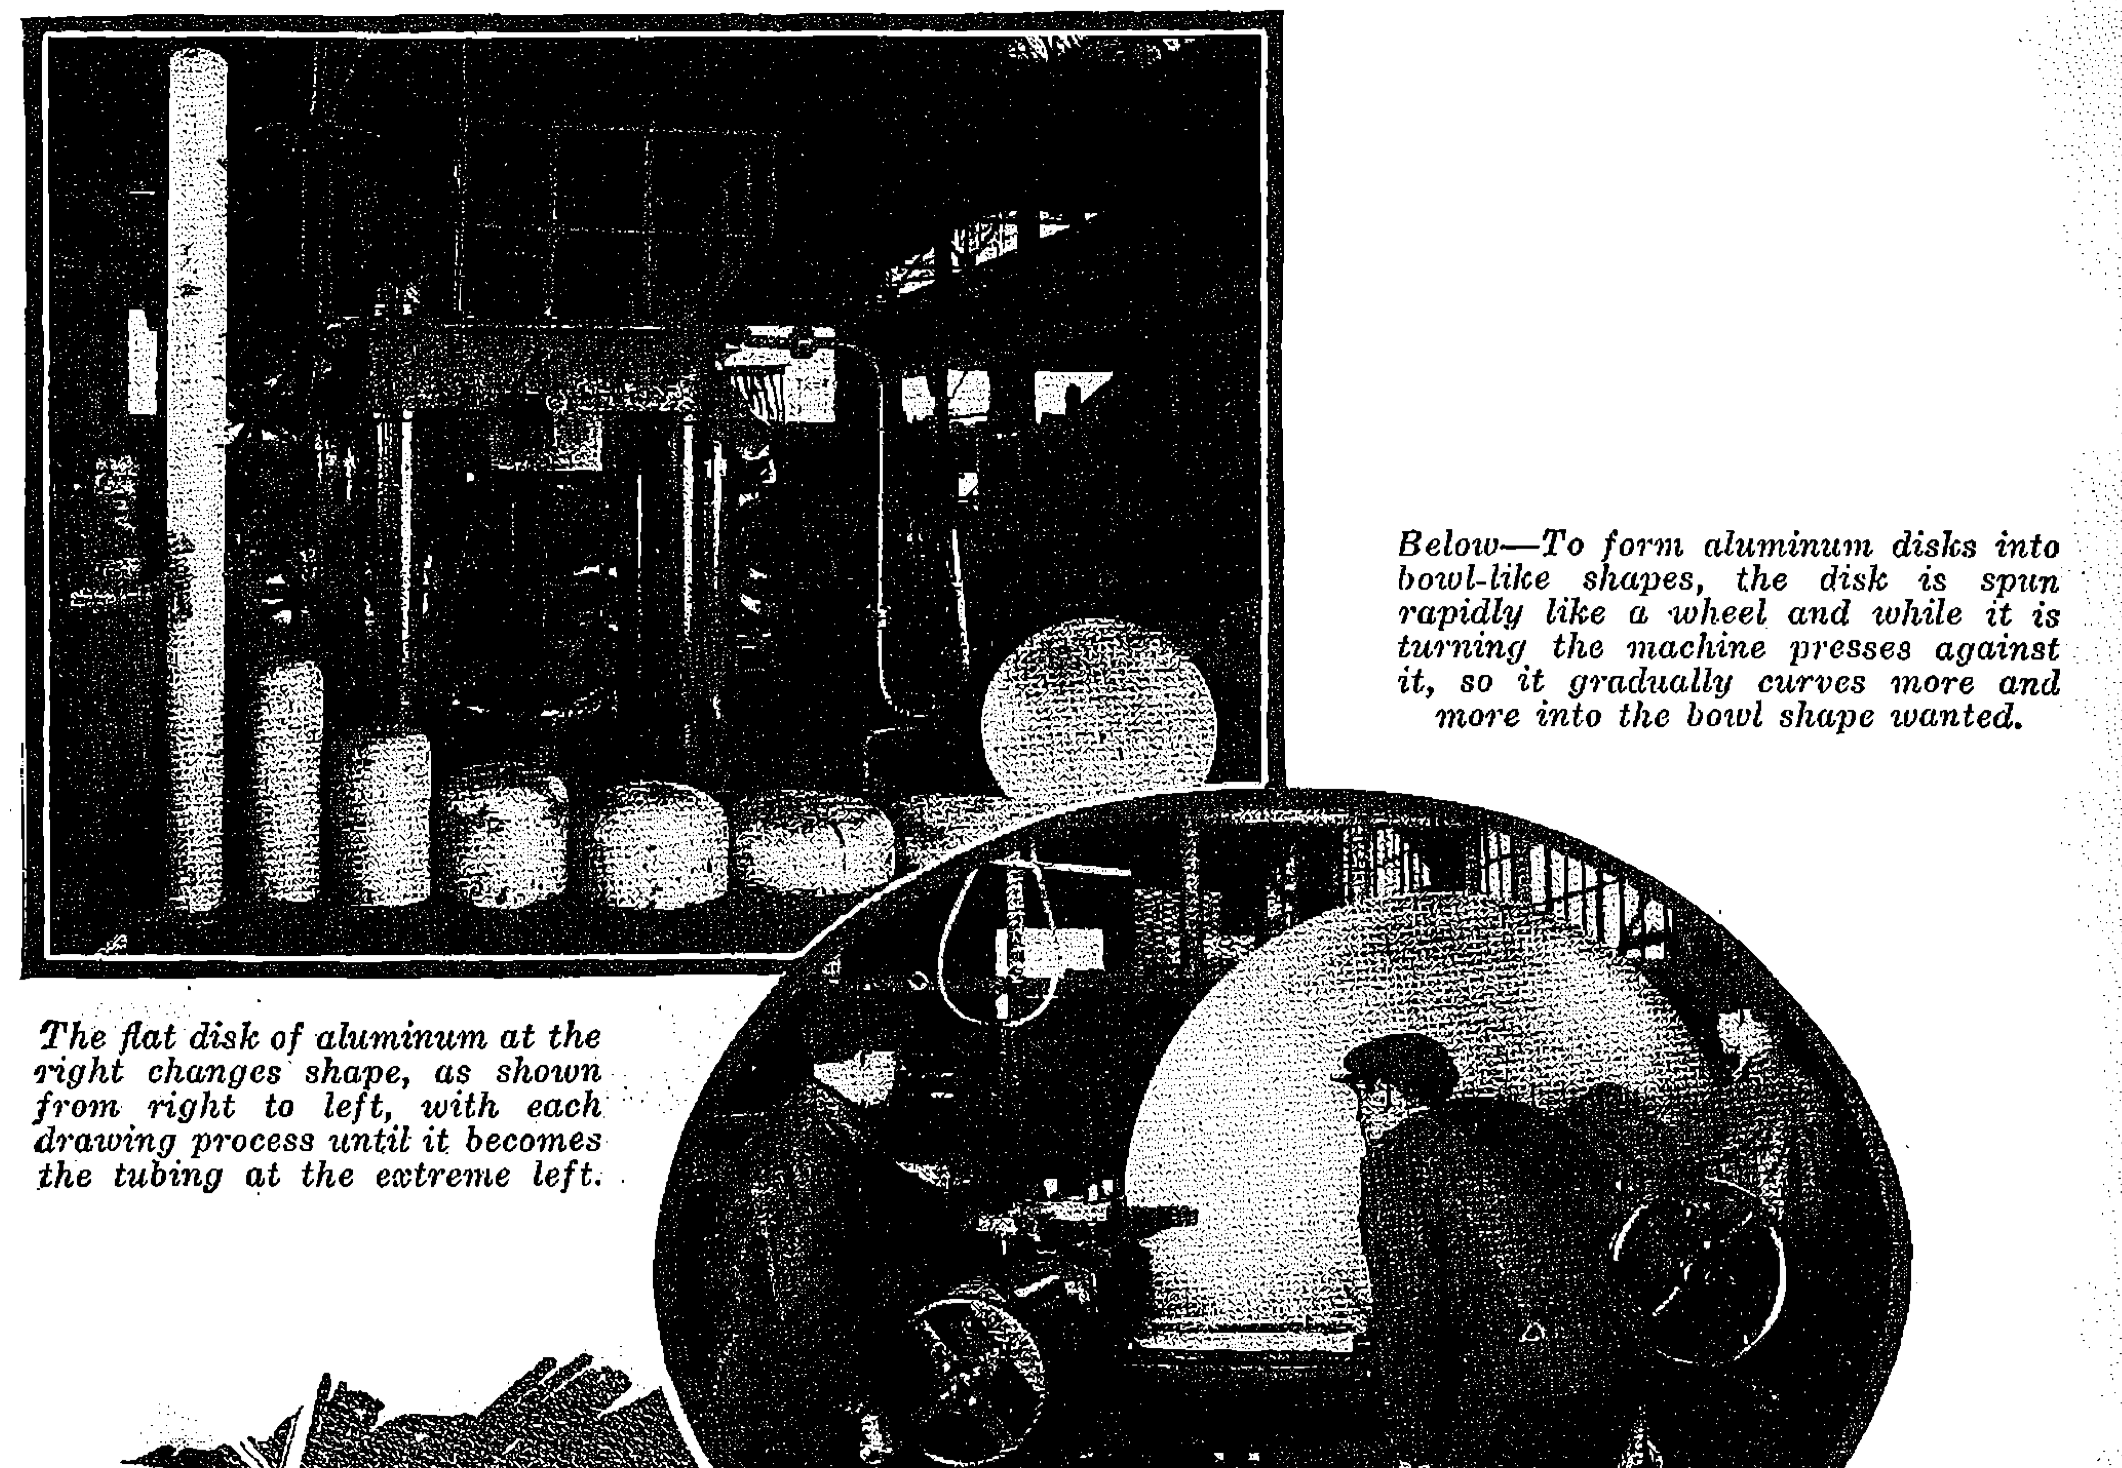 Below—To form aluminum disks into
bowl-like shapes, the disk is spun
rapidly like a wheel and while it is
turning the machine presses against
it, so it gradually curves more and
more into the bowl shape wanted.
The flat disk of aluminum at the
right changes shape, as shown
from right to left, with each
drawing process until it becomes
the tubing at the extreme left.